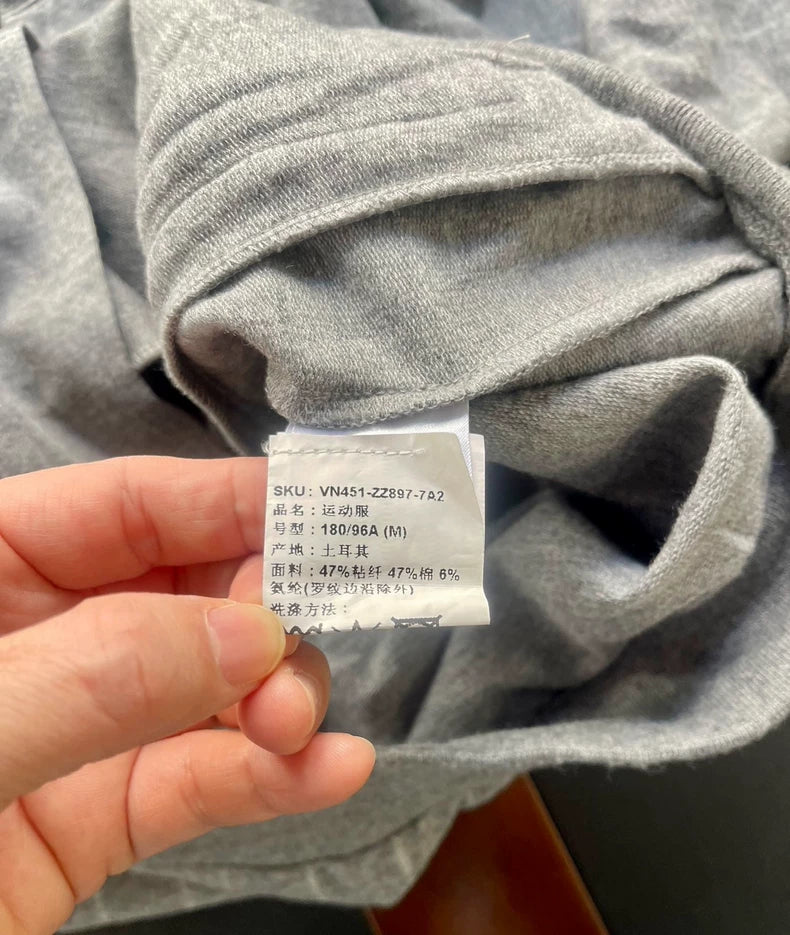 SKU: VN451-ZZ897-7A2
品名：运动服
号型：180/96A (M)
产地：土耳其
面料：47%粘纤 47%棉 6%
氨纶(罗纹边沿除外)
洗涤方法：